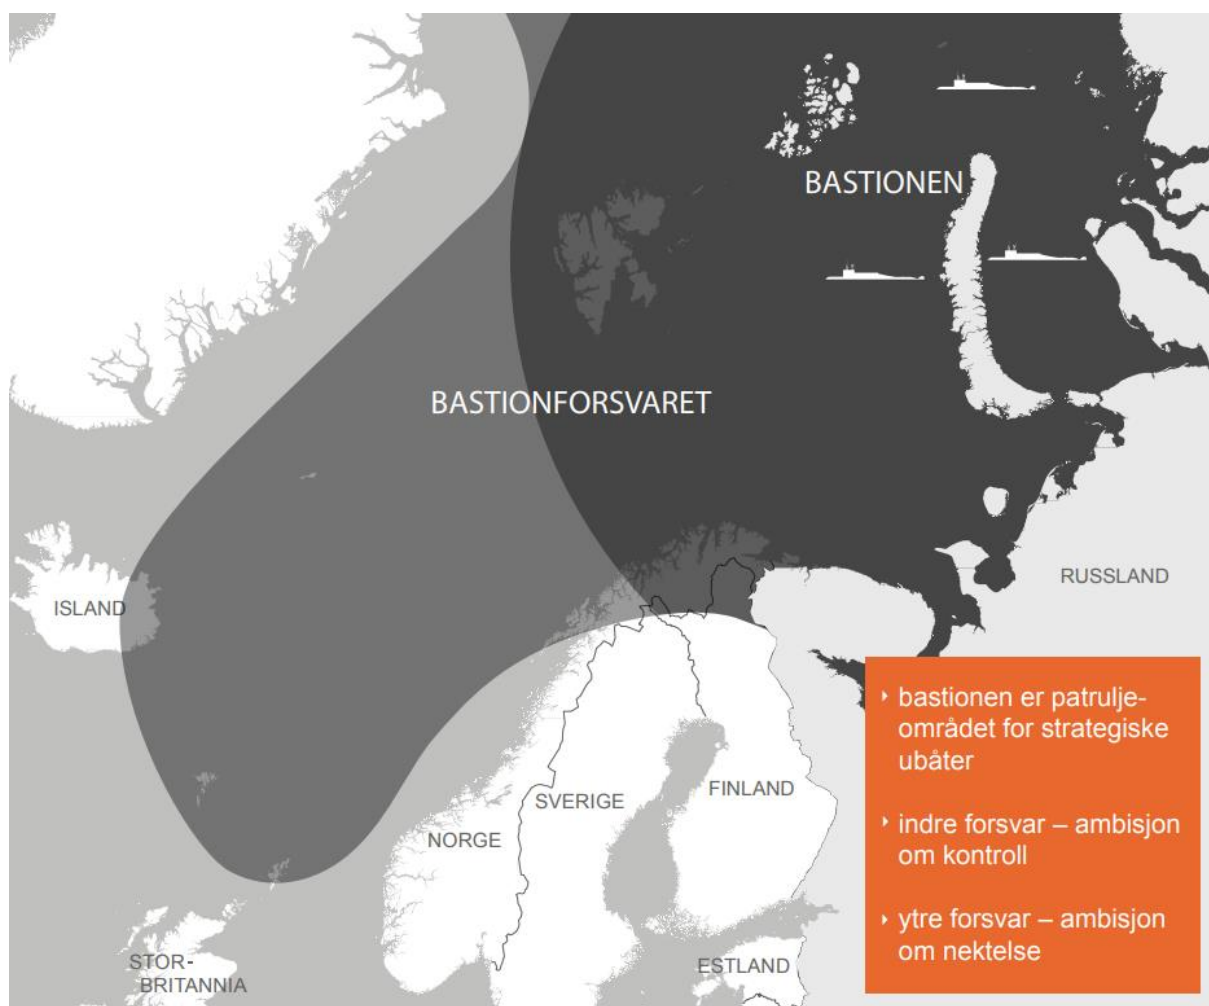 BASTIONEN
BASTIONFORSVARET
RUSSLAND
ISLAND
bastionen er patrulje-
området for strategiske
ubåter
FINLAND
SVERIGE
indre forsvar – ambisjon
om kontroll
NORGE
ytre forsvar – ambisjon
om nektelse
STOR-
BRITANNIA
ESTLAND